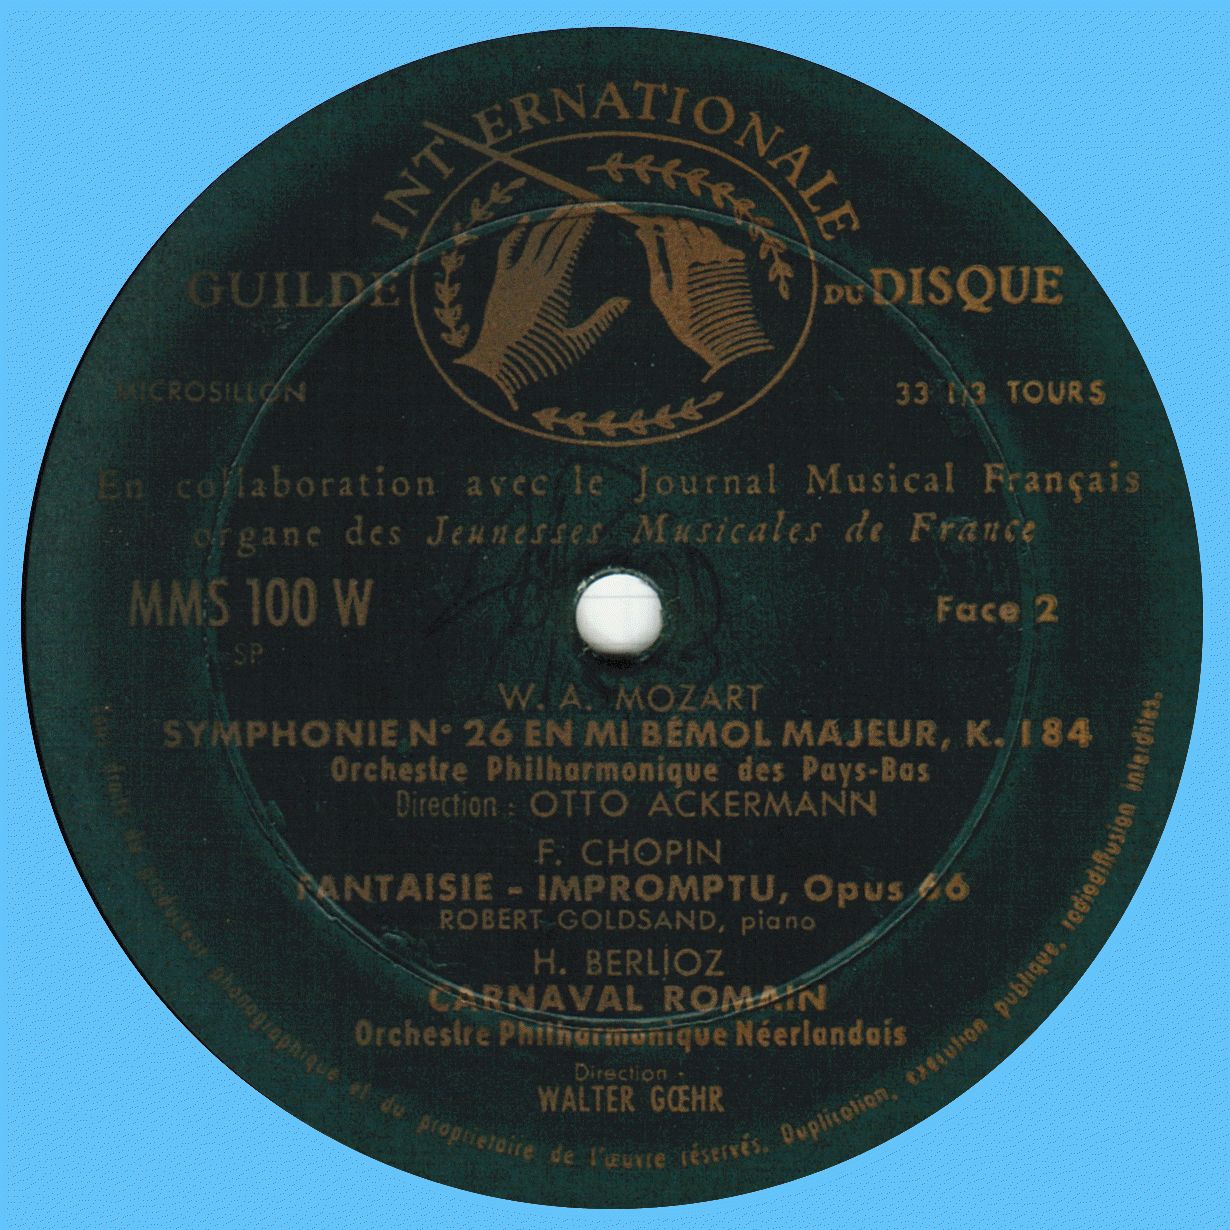 INTERNATIONALE
GUILDE DU DISQUE
MICROSILLON 33 1/3 TOURS
En collaboration avec le Journal Musical Français
organe des Jeunesses Musicales de France
MMS 100 W Face 2
SP
W. A. MOZART
SYMPHONIE N° 26 EN MI BÉMOL MAJEUR, K. 184
Orchestre Philharmonique des Pays-Bas
Direction : OTTO ACKERMANN
F. CHOPIN
FANTAISIE - IMPROMPTU, Opus 66
ROBERT GOLDSAND, piano
H. BERLIOZ
CARNAVAL ROMAIN
Orchestre Philharmonique Néerlandais
Direction -
WALTER GŒHR
du producteur phonographique et du propriétaire de l'œuvre réservés. Duplication, exécution publique, radiodiffusion interdites.